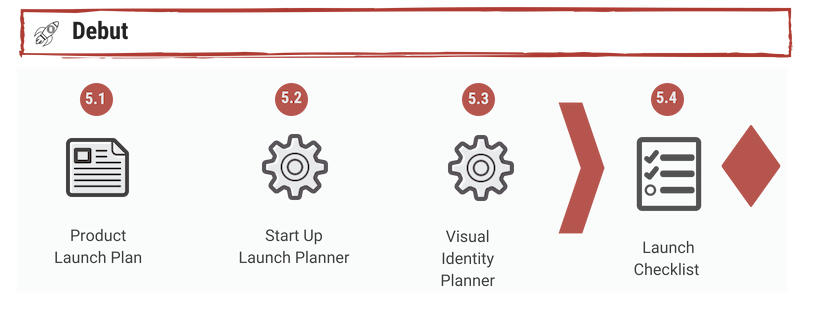 Debut
5.1
5.2
5.3
5.4
Product
Launch Plan
Start Up
Launch Planner
Visual
Identity
Planner
Launch
Checklist